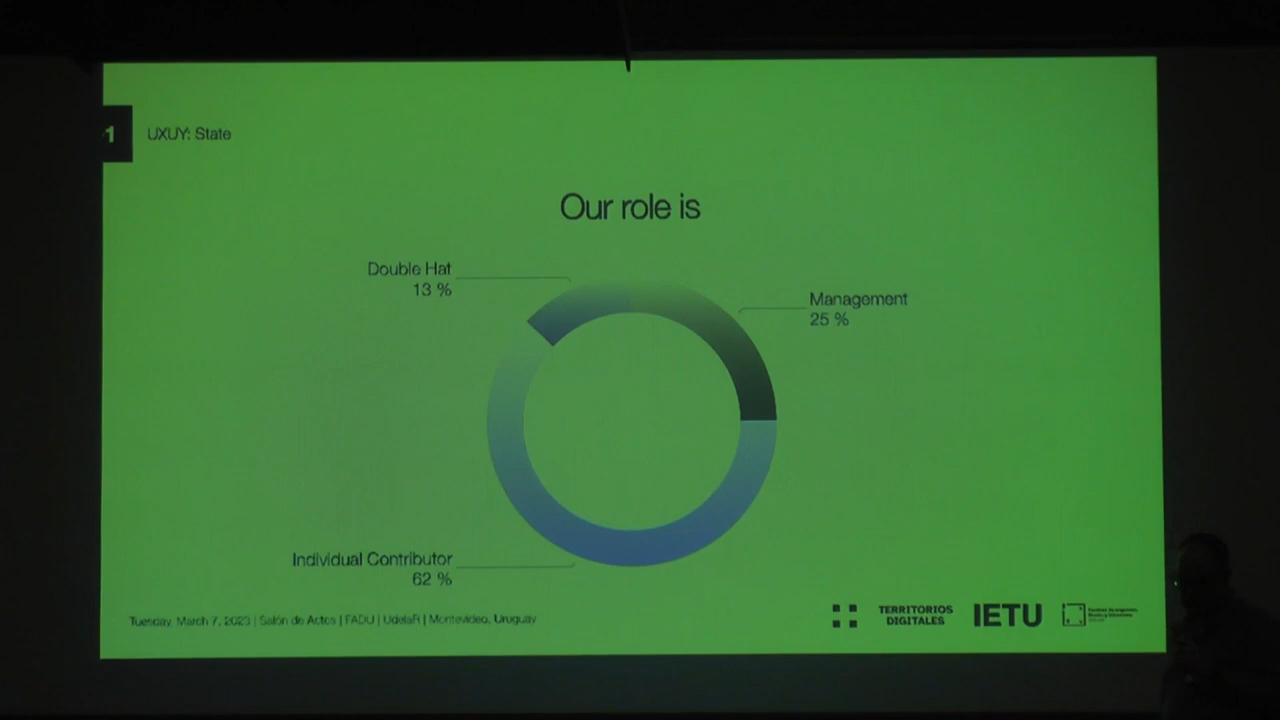 1
UXUY: State
Our role is
Double Hat
13 %
Management
25 %
Individual Contributor
62 %
Tuesday, March 7, 2023 | Salón de Actos | FADU | UdelaR | Montevideo, Uruguay
TERRITORIOS
DIGITALES
IETU